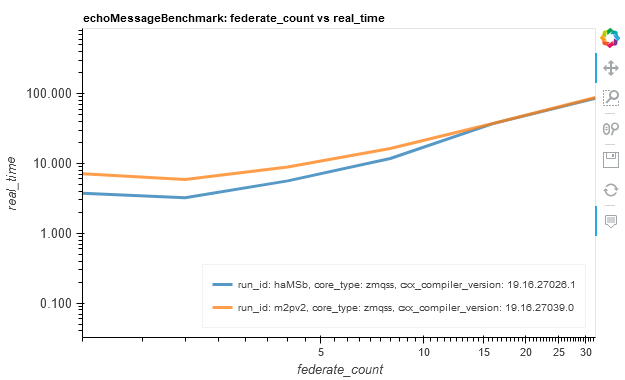 echoMessageBenchmark: federate_count vs real_time
100.000
10.000
1.000
0.100
real_time
run_id: haMSb, core_type: zmqss, cxx_compiler_version: 19.16.27026.1
run_id: m2pv2, core_type: zmqss, cxx_compiler_version: 19.16.27039.0
5 10 15 20 25 30
federate_count